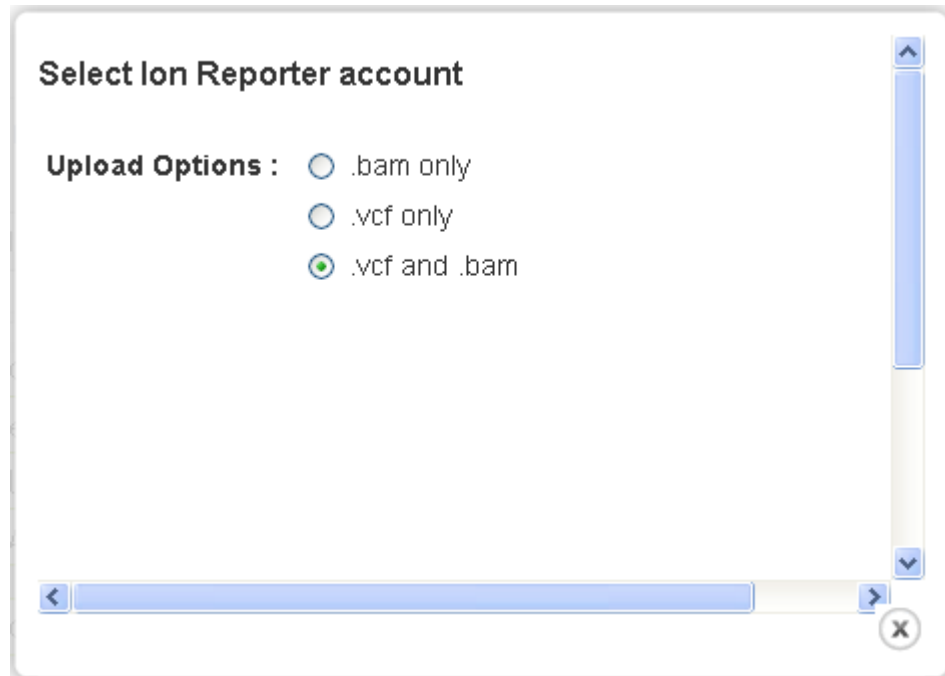 Select Ion Reporter account
Upload Options : .bam only
.vcf only
.vcf and .bam
X